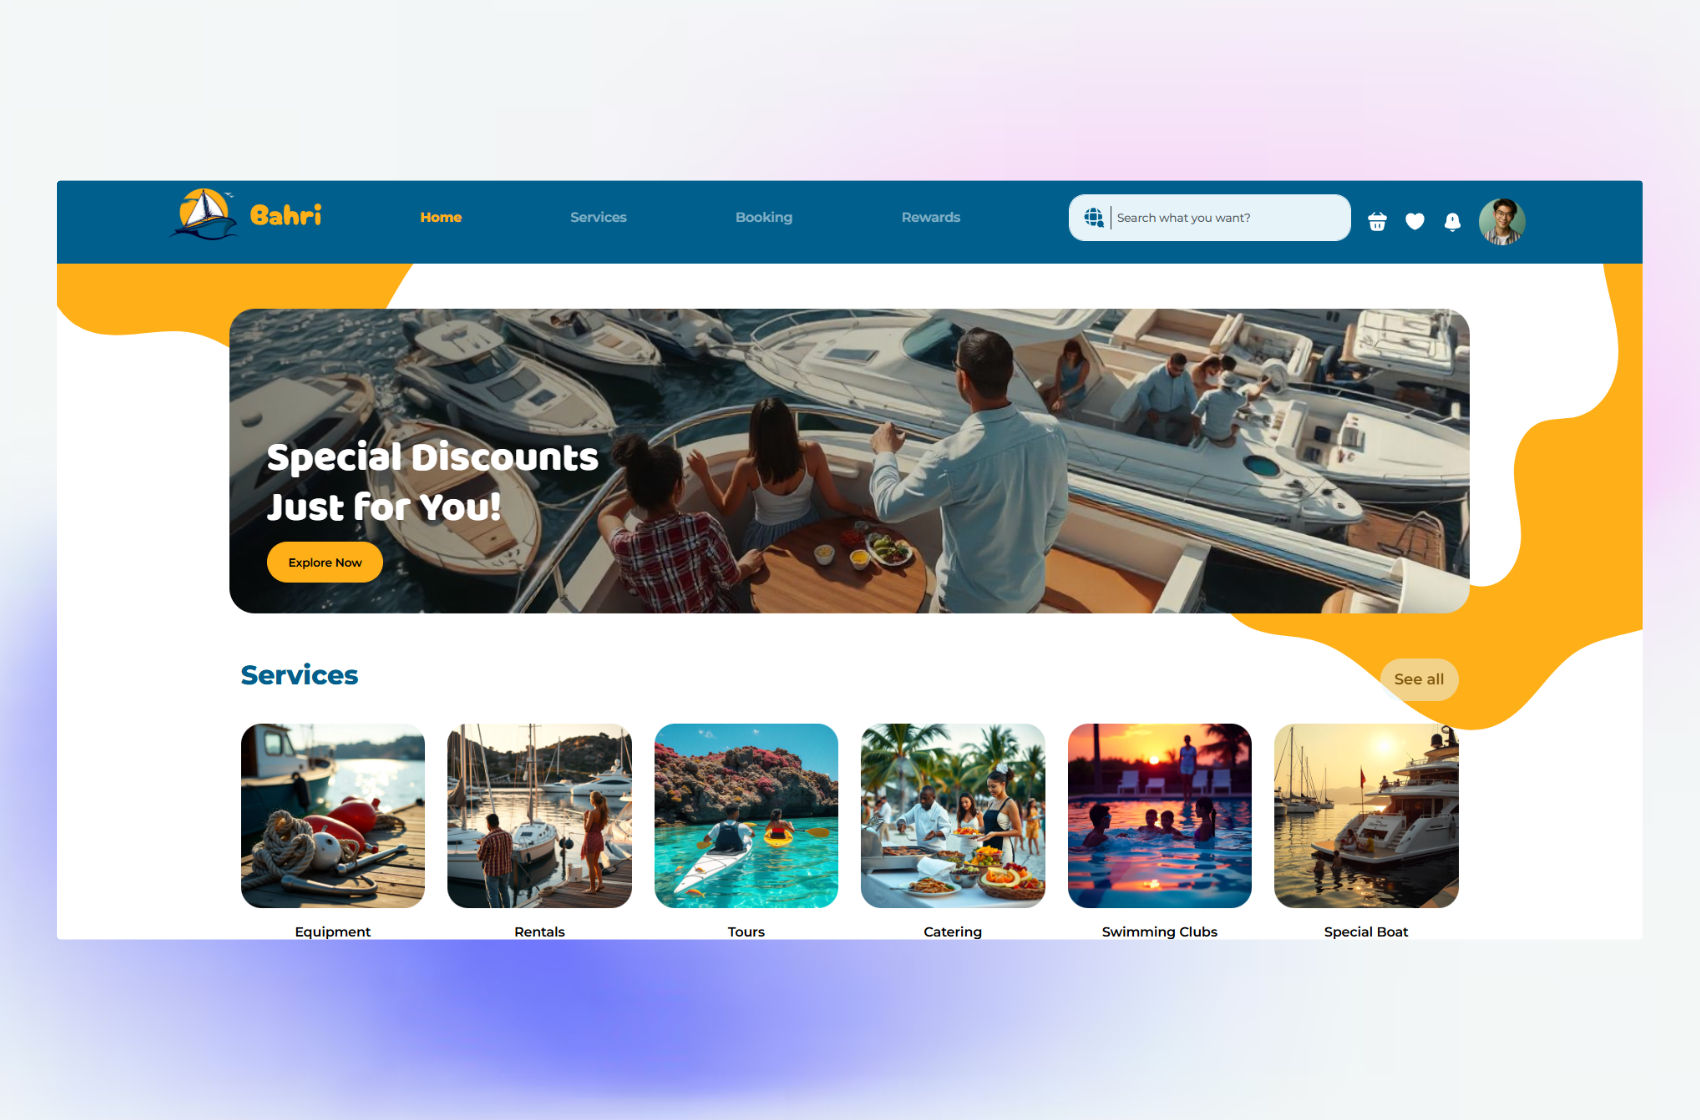 Bahri
Home
Services
Booking
Rewards
Search what you want?
Special Discounts
Just for You!
Explore Now
Services
See all
Equipment
Rentals
Tours
Catering
Swimming Clubs
Special Boat